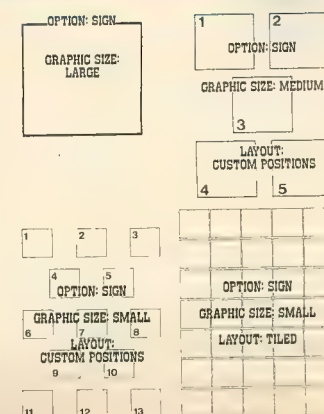 OPTION: SIGN
GRAPHIC SIZE:
LARGE
1 2
OPTION: SIGN
GRAPHIC SIZE: MEDIUM
3
LAYOUT:
CUSTOM POSITIONS
4 5
1 2 3
4 5
OPTION: SIGN
GRAPHIC SIZE: SMALL
6 7 8
LAYOUT:
CUSTOM POSITIONS
9 10
11 12 13
OPTION: SIGN
GRAPHIC SIZE: SMALL
LAYOUT: TILED